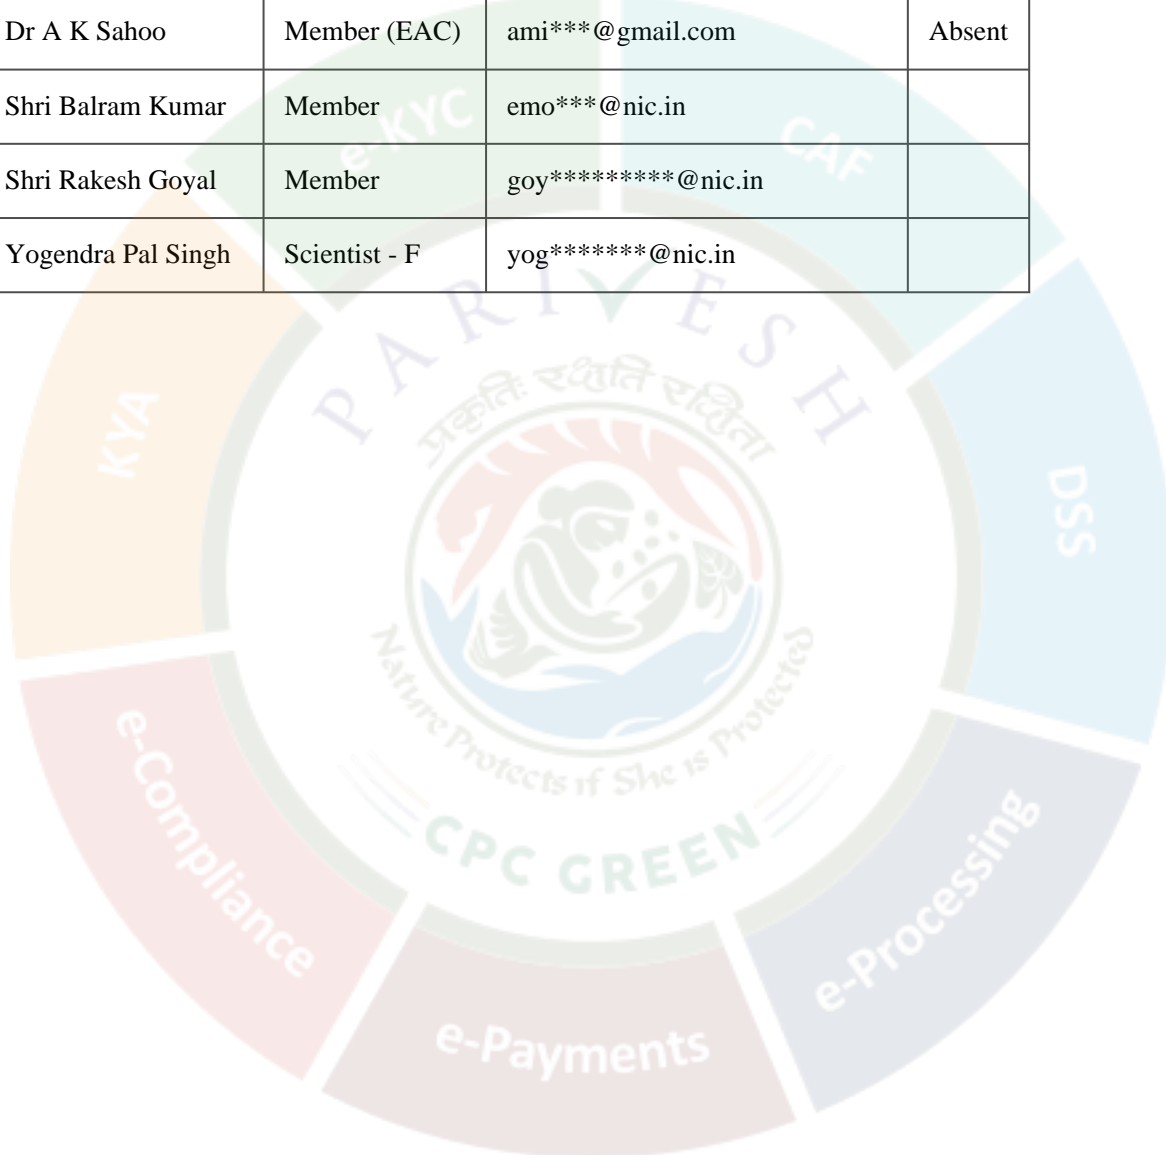 Dr A K Sahoo Member (EAC) ami***@gmail.com Absent
Shri Balram Kumar Member emo***@nic.in
Shri Rakesh Goyal Member goy*********@nic.in
Yogendra Pal Singh Scientist - F yog*******@nic.in
e-KYC
CAF
KYA
DSS
PARIVESH
प्रकृतिः रक्षति रक्षिता
Nature Protects if She is Protected
CPC GREEN
e-Compliance
e-Processing
e-Payments